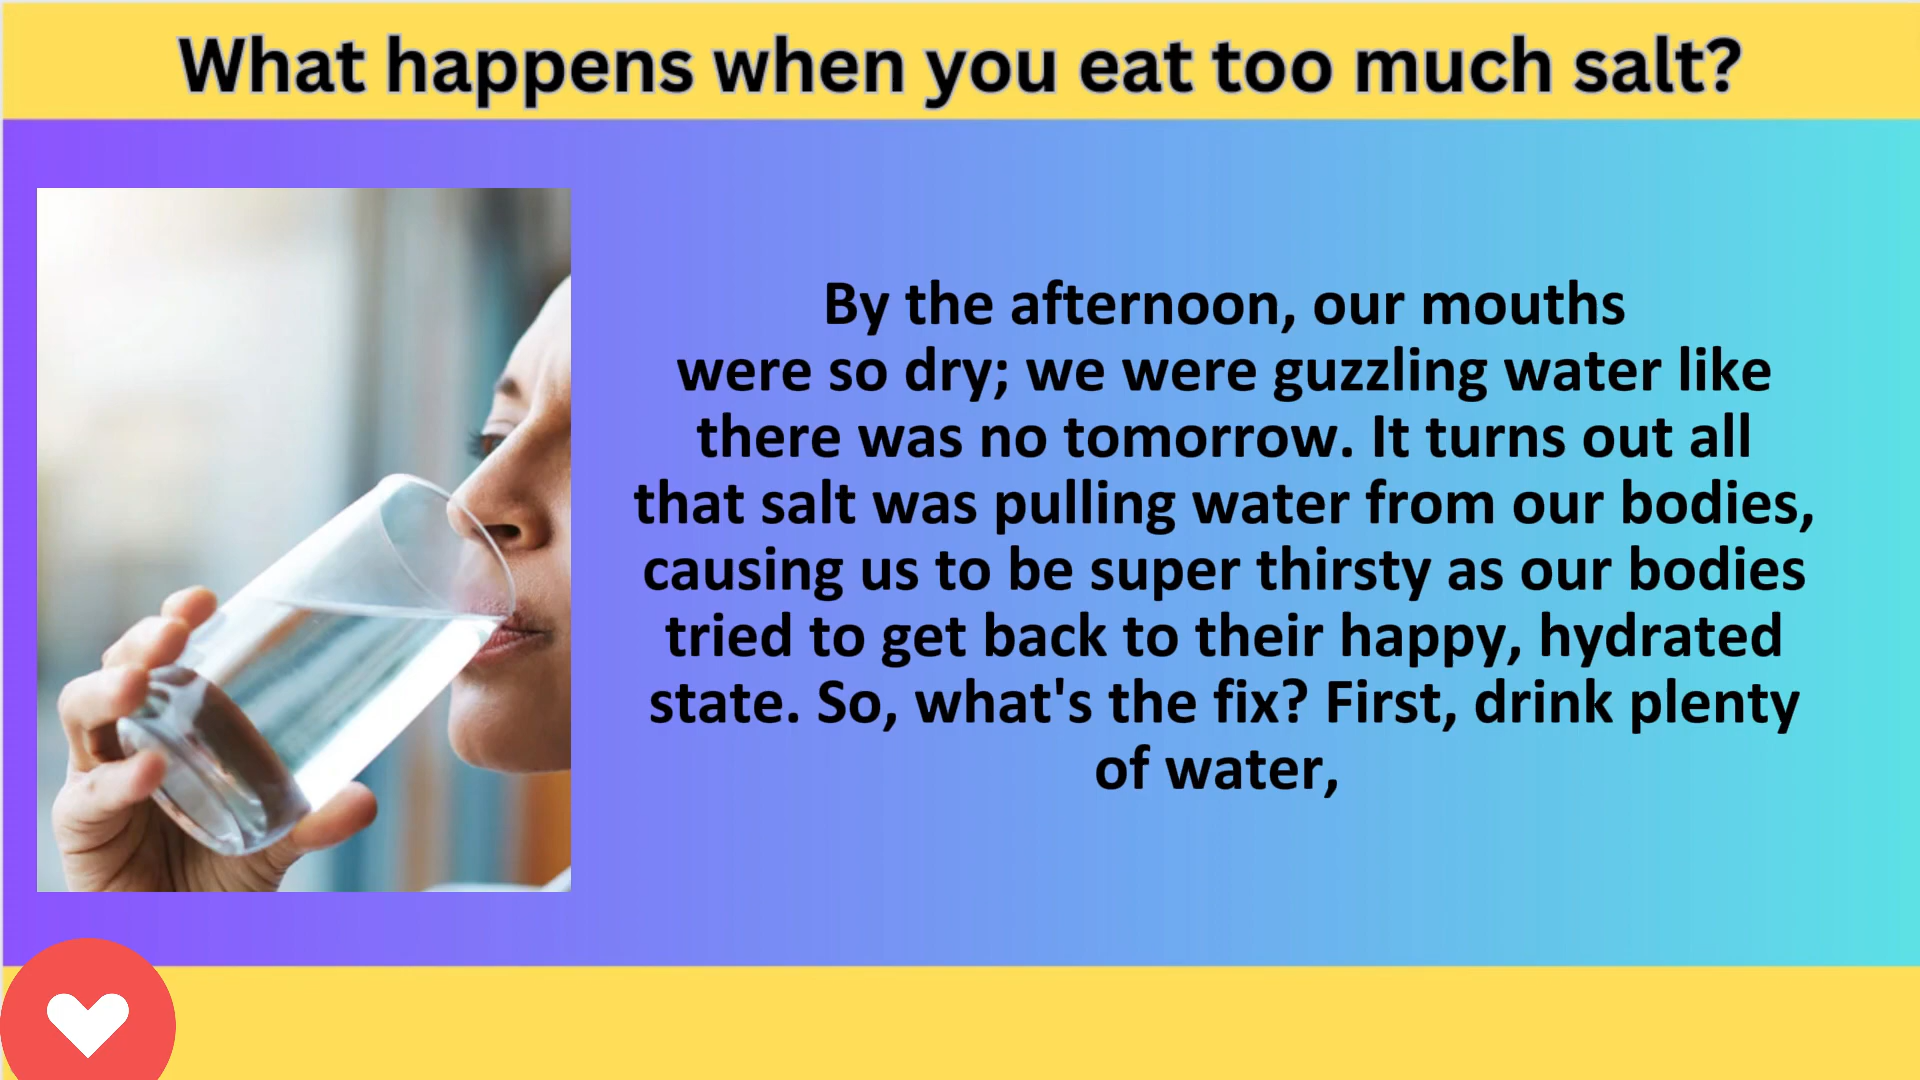 What happens when you eat too much salt?
By the afternoon, our mouths
were so dry; we were guzzling water like
there was no tomorrow. It turns out all
that salt was pulling water from our bodies,
causing us to be super thirsty as our bodies
tried to get back to their happy, hydrated
state. So, what's the fix? First, drink plenty
of water,